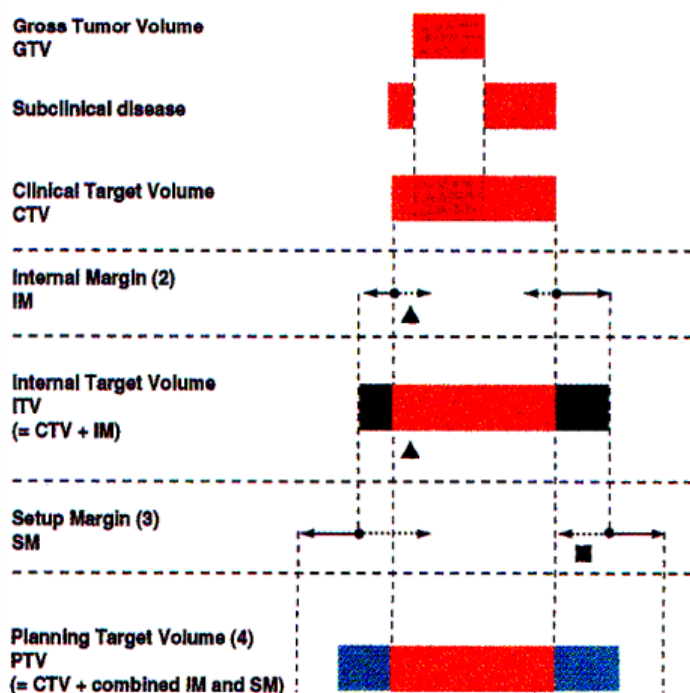 Gross Tumor Volume
GTV
Subclinical disease
Clinical Target Volume
CTV
Internal Margin (2)
IM
Internal Target Volume
ITV
(= CTV + IM)
Setup Margin (3)
SM
Planning Target Volume (4)
PTV
(= CTV + combined IM and SM)